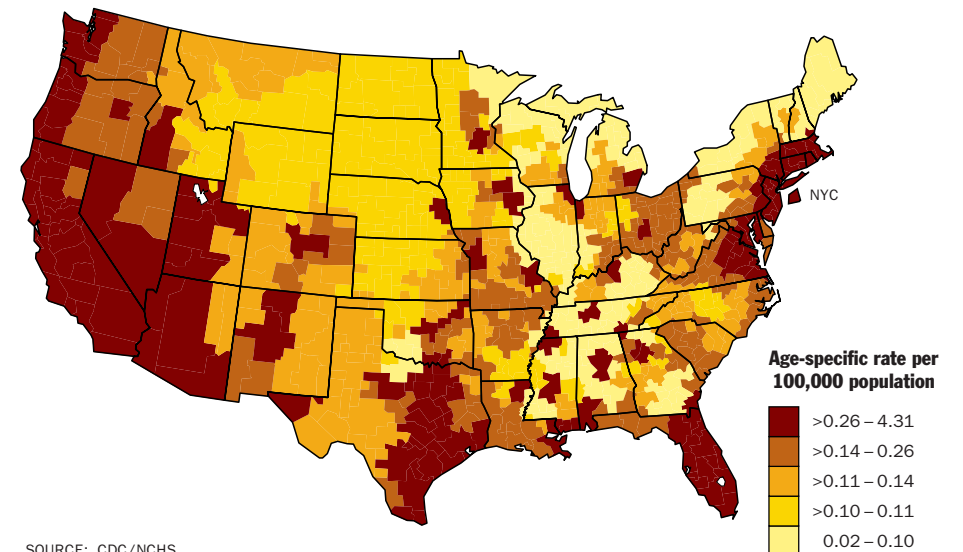 NYC
Age-specific rate per
100,000 population
>0.26 – 4.31
>0.14 – 0.26
>0.11 – 0.14
>0.10 – 0.11
0.02 – 0.10
SOURCE: CDC/NCHS